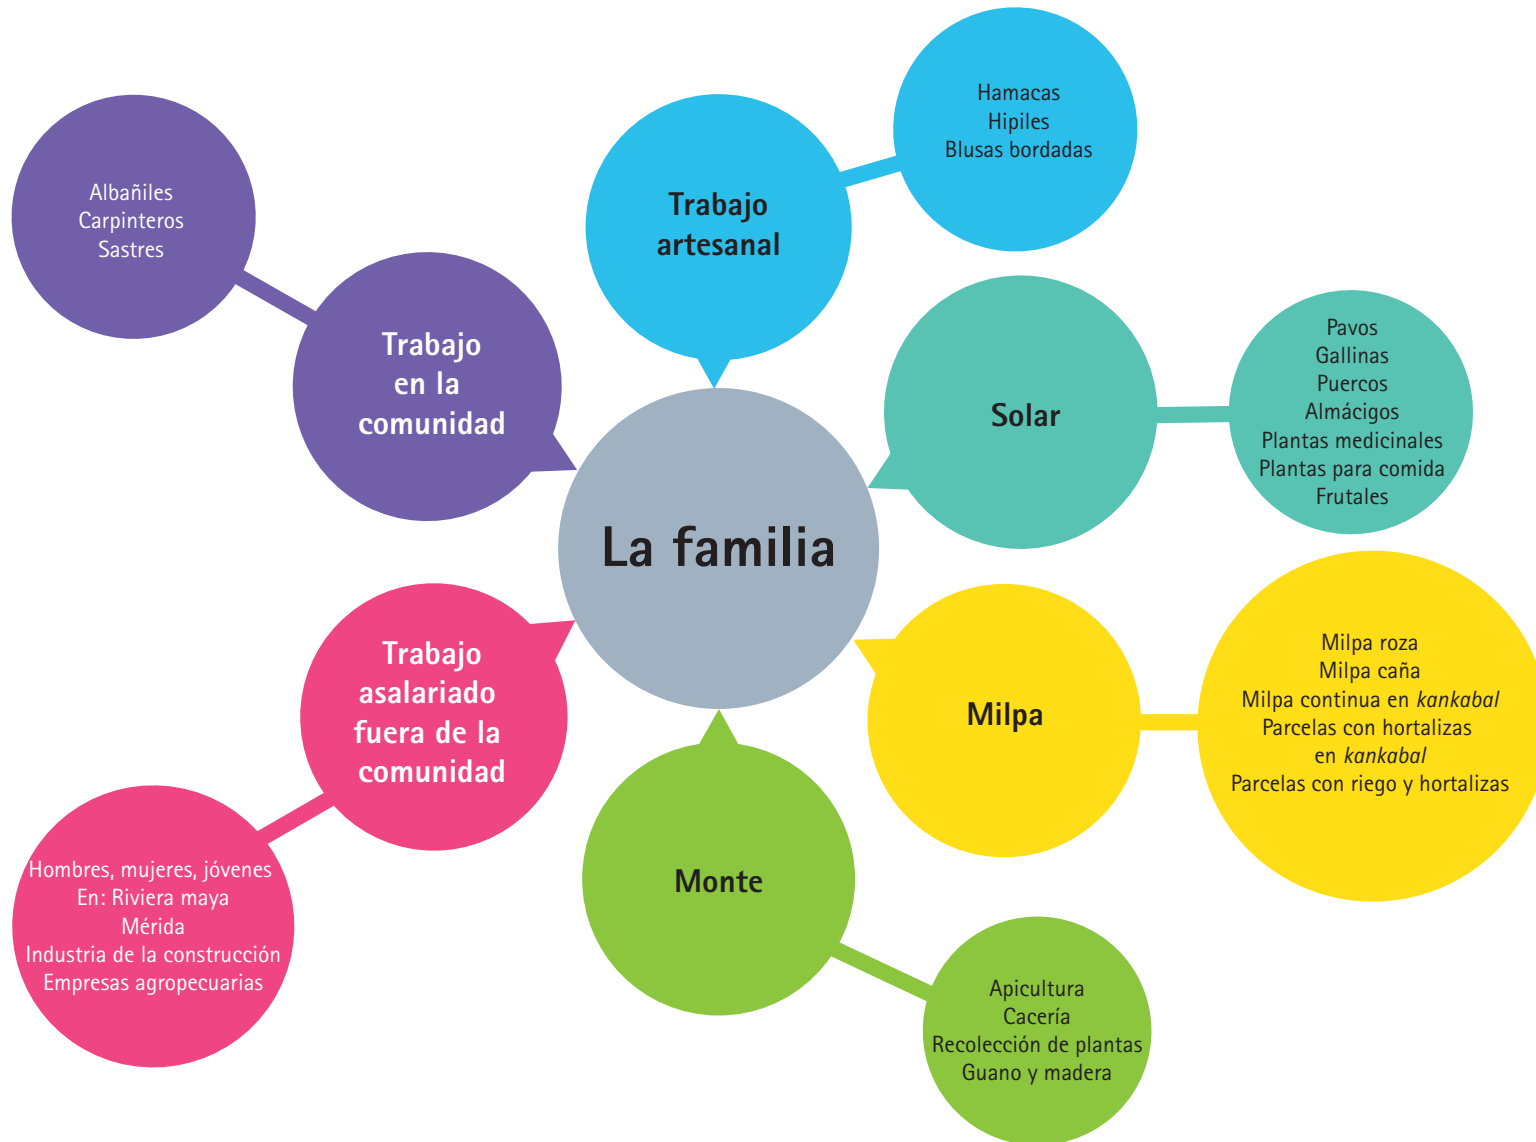 Hamacas
Hipiles
Blusas bordadas
Trabajo
artesanal
Albañiles
Carpinteros
Sastres
Trabajo
en la
comunidad
Solar
Pavos
Gallinas
Puercos
Almácigos
Plantas medicinales
Plantas para comida
Frutales
La familia
Trabajo
asalariado
fuera de la
comunidad
Hombres, mujeres, jóvenes
En: Riviera maya
Mérida
Industria de la construcción
Empresas agropecuarias
Milpa
Milpa roza
Milpa caña
Milpa continua en kankabal
Parcelas con hortalizas
en kankabal
Parcelas con riego y hortalizas
Monte
Apicultura
Cacería
Recolección de plantas
Guano y madera